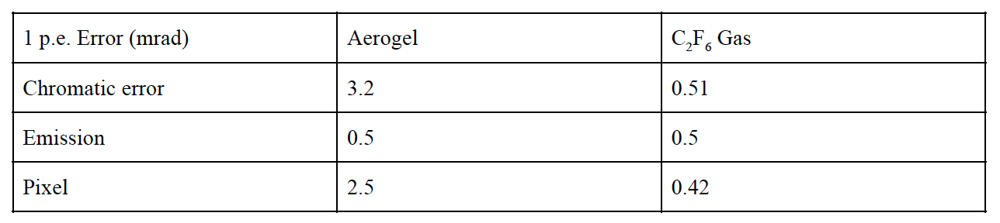 1 p.e. Error (mrad) Aerogel C₂F₆ Gas
Chromatic error 3.2 0.51
Emission 0.5 0.5
Pixel 2.5 0.42